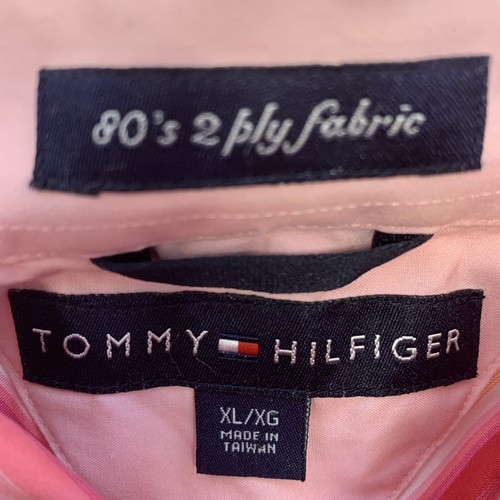 80's 2 ply fabric
TOMMY HILFIGER
XL/XG
MADE IN
TAIWAN